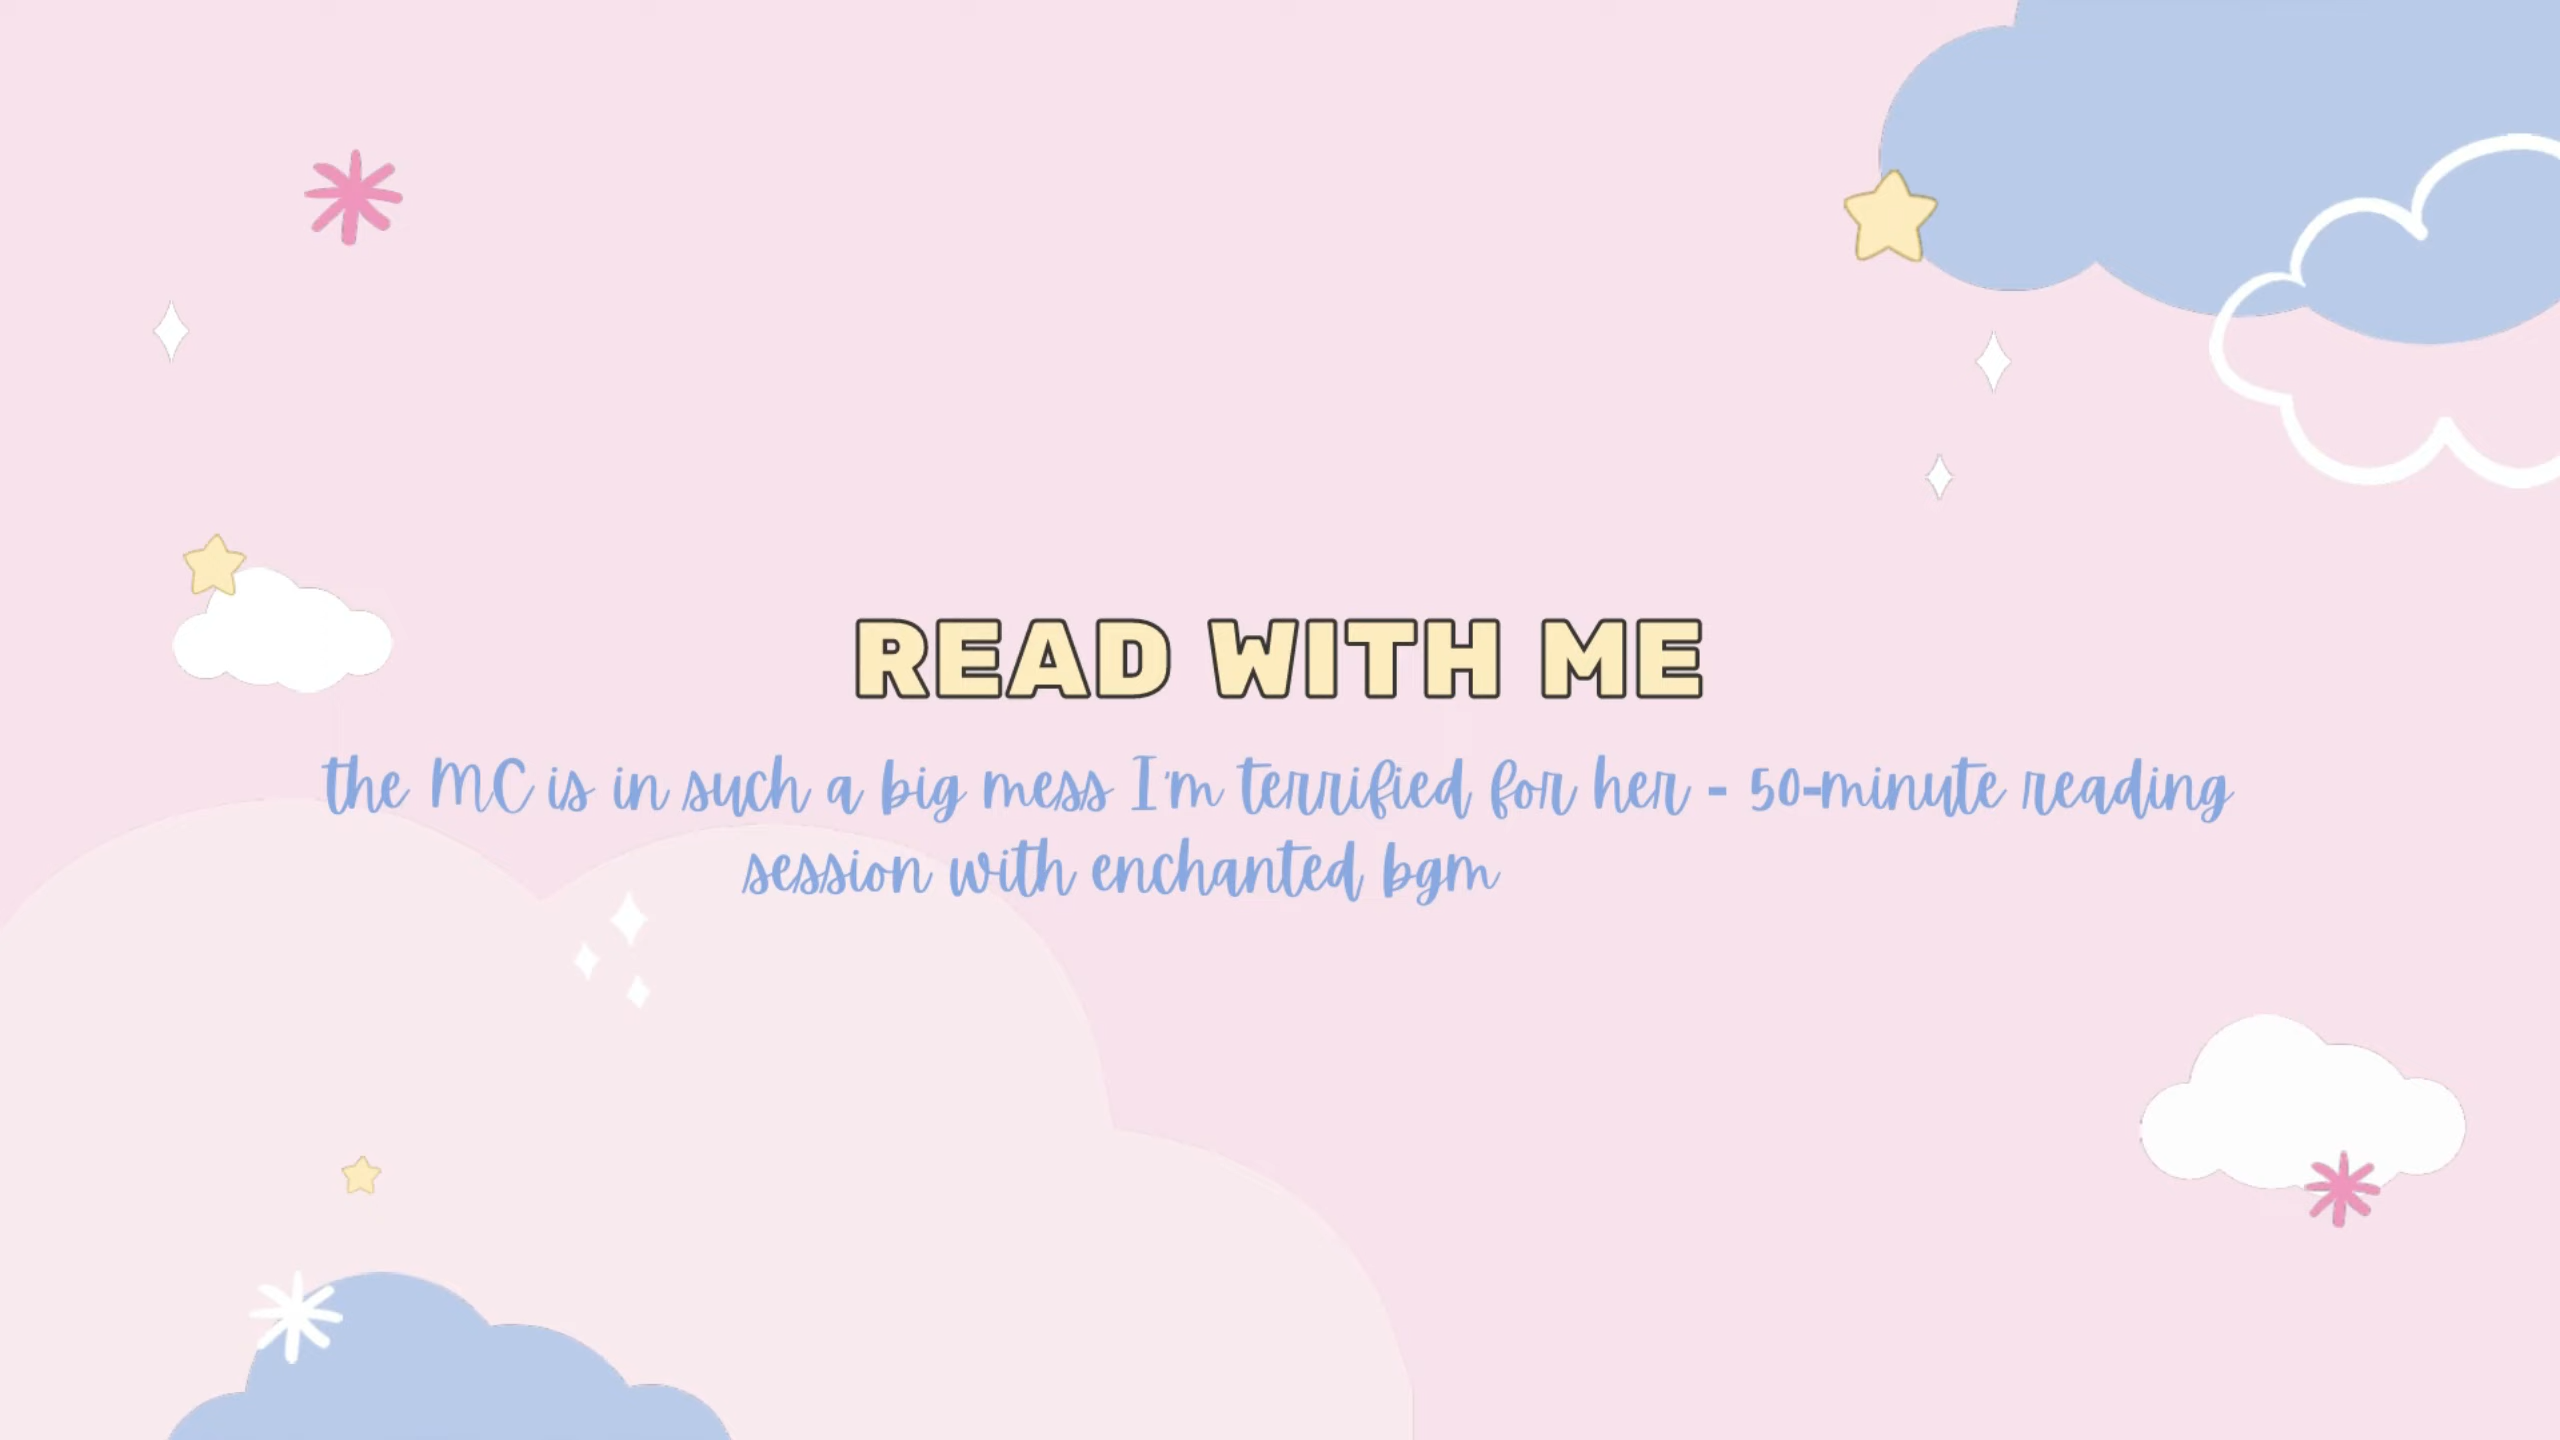 READ WITH ME
the MC is in such a big mess I'm terrified for her - 50-minute reading
session with enchanted bgm